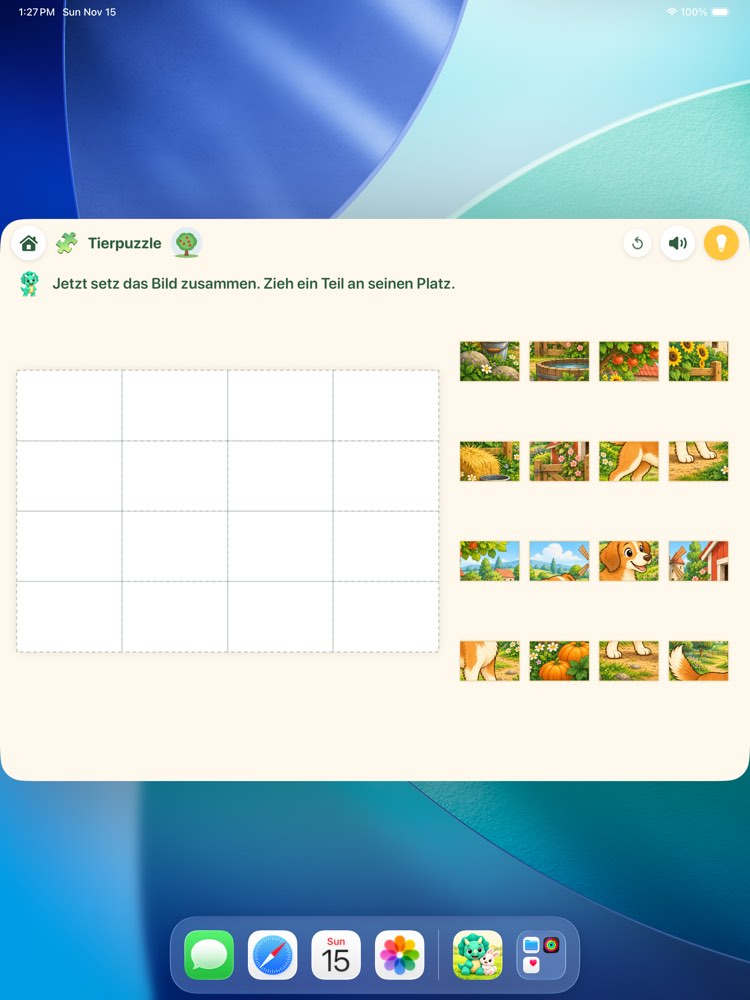 1:27 PM Sun Nov 15
100%
Tierpuzzle
Jetzt setz das Bild zusammen. Zieh ein Teil an seinen Platz.
Sun
15